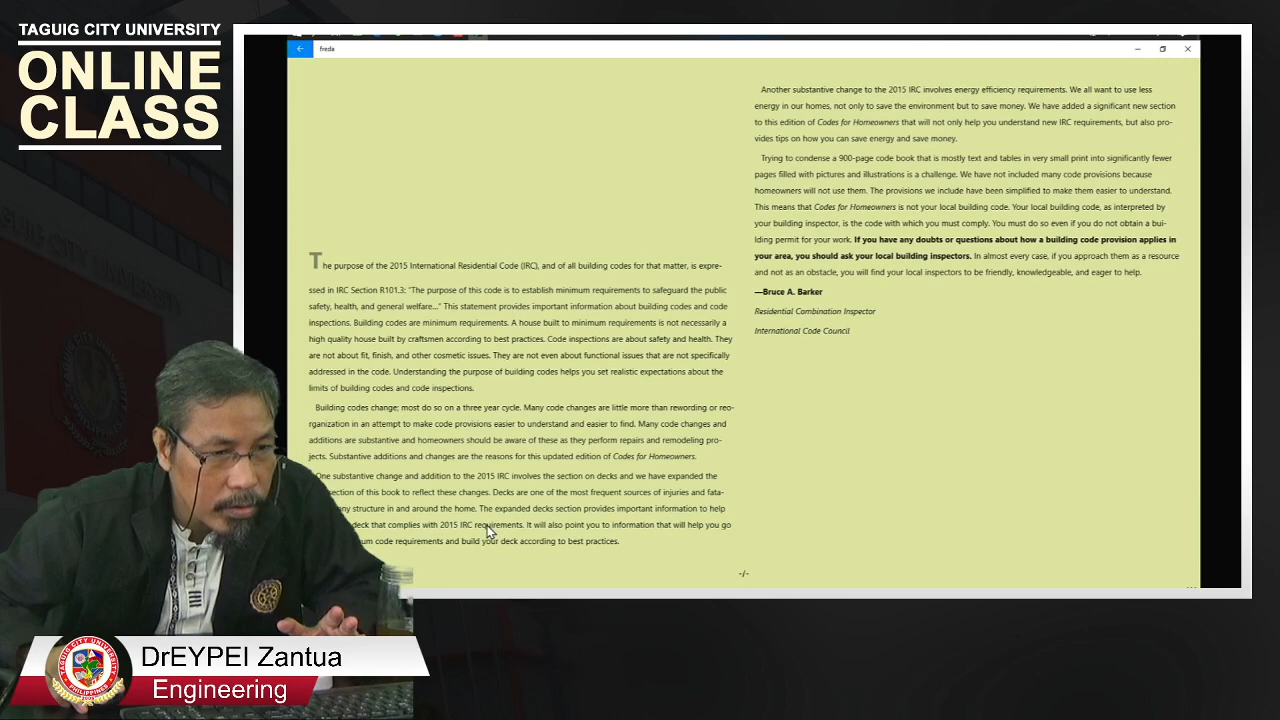 TAGUIG CITY UNIVERSITY
ONLINE
CLASS
freda
The purpose of the 2015 International Residential Code (IRC), and of all building codes for that matter, is expre-
ssed in IRC Section R101.3: "The purpose of this code is to establish minimum requirements to safeguard the public
safety, health, and general welfare…" This statement provides important information about building codes and code
inspections. Building codes are minimum requirements. A house built to minimum requirements is not necessarily a
high quality house built by craftsmen according to best practices. Code inspections are about safety and health. They
are not about fit, finish, and other cosmetic issues. They are not even about functional issues that are not specifically
addressed in the code. Understanding the purpose of building codes helps you set realistic expectations about the
limits of building codes and code inspections.
Building codes change; most do so on a three year cycle. Many code changes are little more than rewording or reo-
rganization in an attempt to make code provisions easier to understand and easier to find. Many code changes and
additions are substantive and homeowners should be aware of these as they perform repairs and remodeling pro-
jects. Substantive additions and changes are the reasons for this updated edition of Codes for Homeowners.
One substantive change and addition to the 2015 IRC involves the section on decks and we have expanded the
section of this book to reflect these changes. Decks are one of the most frequent sources of injuries and fata-
any structure in and around the home. The expanded decks section provides important information to help
deck that complies with 2015 IRC requirements. It will also point you to information that will help you go
code requirements and build your deck according to best practices.
Another substantive change to the 2015 IRC involves energy efficiency requirements. We all want to use less
energy in our homes, not only to save the environment but to save money. We have added a significant new section
to this edition of Codes for Homeowners that will not only help you understand new IRC requirements, but also pro-
vides tips on how you can save energy and save money.
Trying to condense a 900-page code book that is mostly text and tables in very small print into significantly fewer
pages filled with pictures and illustrations is a challenge. We have not included many code provisions because
homeowners will not use them. The provisions we include have been simplified to make them easier to understand.
This means that Codes for Homeowners is not your local building code. Your local building code, as interpreted by
your building inspector, is the code with which you must comply. You must do so even if you do not obtain a bui-
lding permit for your work. If you have any doubts or questions about how a building code provision applies in
your area, you should ask your local building inspectors. In almost every case, if you approach them as a resource
and not as an obstacle, you will find your local inspectors to be friendly, knowledgeable, and eager to help.
—Bruce A. Barker
Residential Combination Inspector
International Code Council
-/-
DrEYPEI Zantua
Engineering